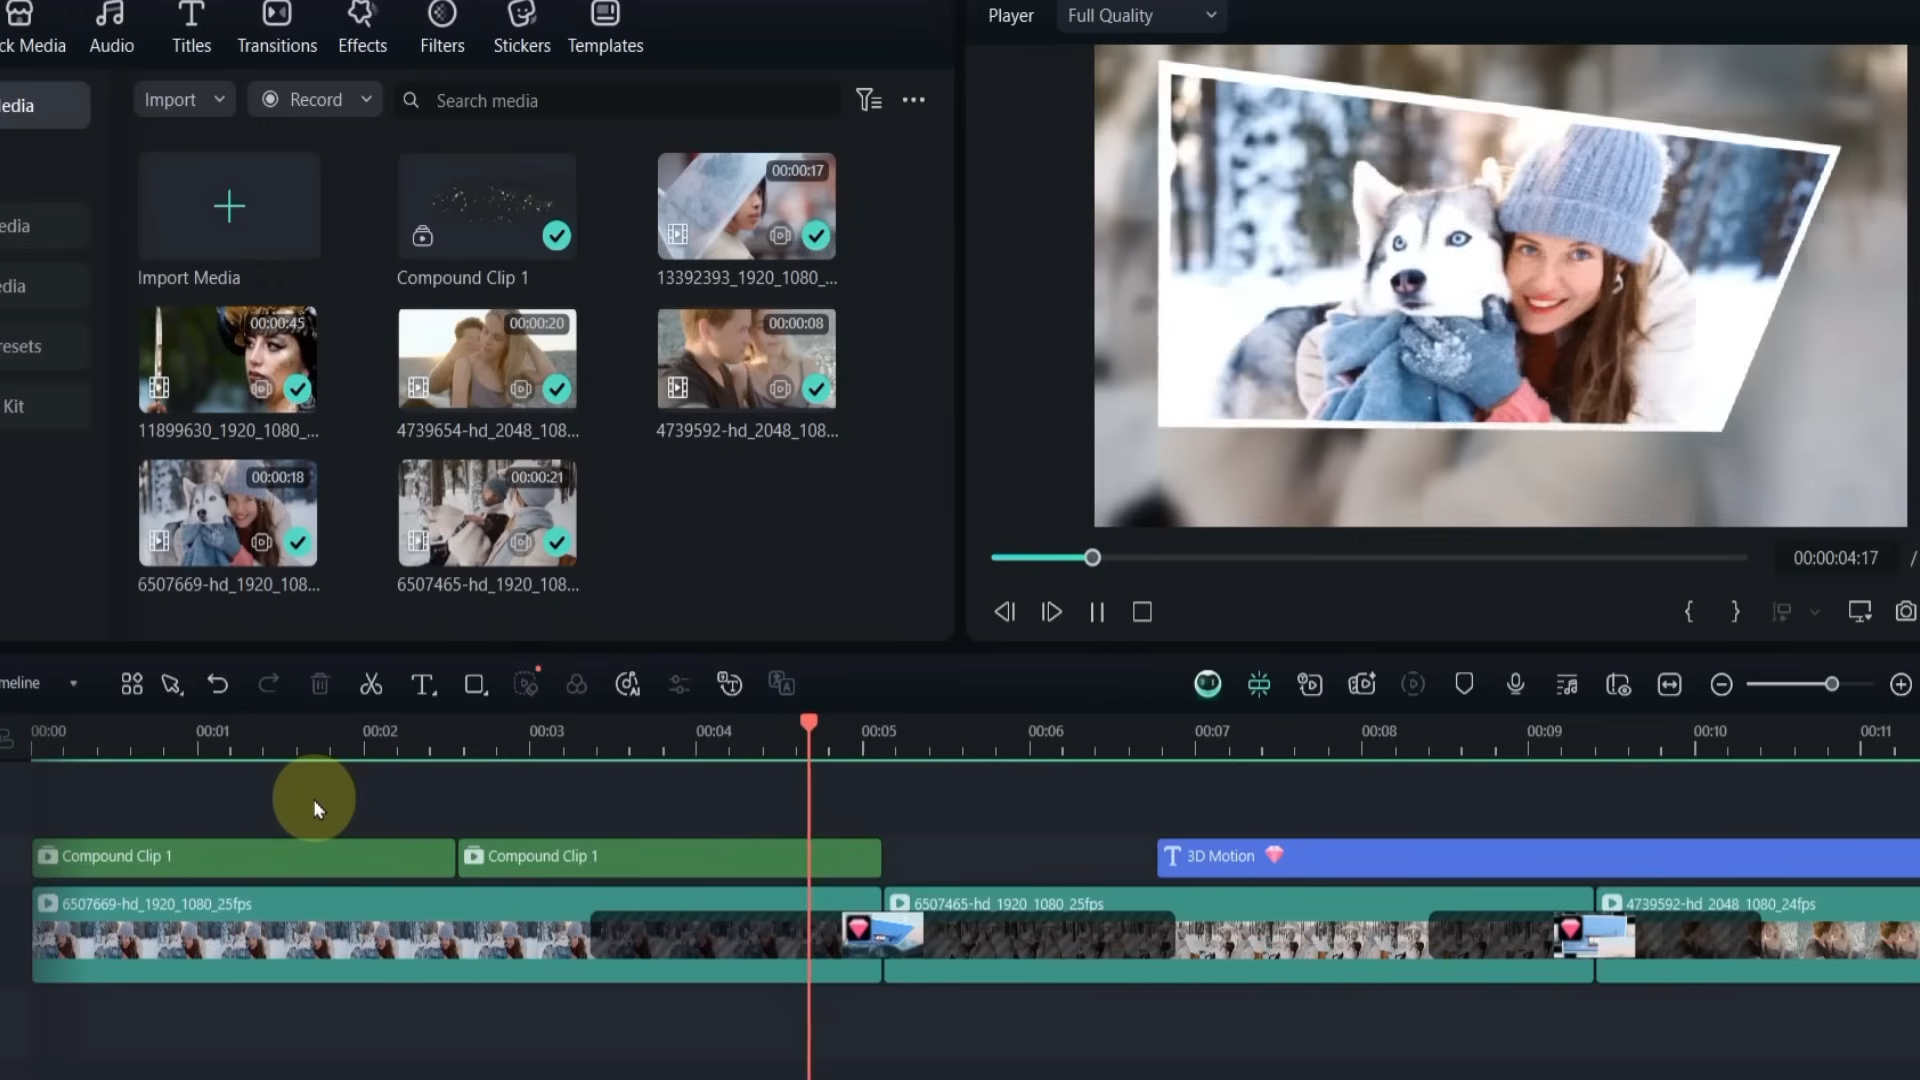 ck Media
Audio
Titles
Transitions
Effects
Filters
Stickers
Templates
Player
Full Quality
edia
Import
Record
Search media
edia
dia
resets
Kit
Import Media
Compound Clip 1
00:00:17
13392393_1920_1080_...
00:00:45
11899630_1920_1080_...
00:00:20
4739654-hd_2048_108...
00:00:08
4739592-hd_2048_108...
00:00:18
6507669-hd_1920_108...
00:00:21
6507465-hd_1920_108...
00:00:04:17 /
meline
00:00
00:01
00:02
00:03
00:04
00:05
00:06
00:07
00:08
00:09
00:10
00:11
Compound Clip 1
Compound Clip 1
3D Motion
6507669-hd_1920_1080_25fps
6507465-hd_1920_1080_25fps
4739592-hd_2048_1080_24fps